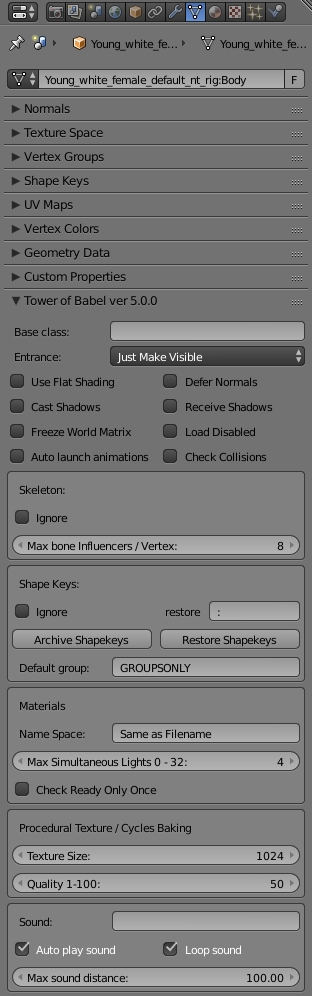 Young_white_fe... Young_white_fe...
Young_white_female_default_nt_rig:Body F
Normals
Texture Space
Vertex Groups
Shape Keys
UV Maps
Vertex Colors
Geometry Data
Custom Properties
Tower of Babel ver 5.0.0
Base class:
Entrance: Just Make Visible
Use Flat Shading Defer Normals
Cast Shadows Receive Shadows
Freeze World Matrix Load Disabled
Auto launch animations Check Collisions
Skeleton:
Ignore
Max bone Influencers / Vertex: 8
Shape Keys:
Ignore restore :
Archive Shapekeys Restore Shapekeys
Default group: GROUPSONLY
Materials
Name Space: Same as Filename
Max Simultaneous Lights 0 - 32: 4
Check Ready Only Once
Procedural Texture / Cycles Baking
Texture Size: 1024
Quality 1-100: 50
Sound:
Auto play sound Loop sound
Max sound distance: 100.00